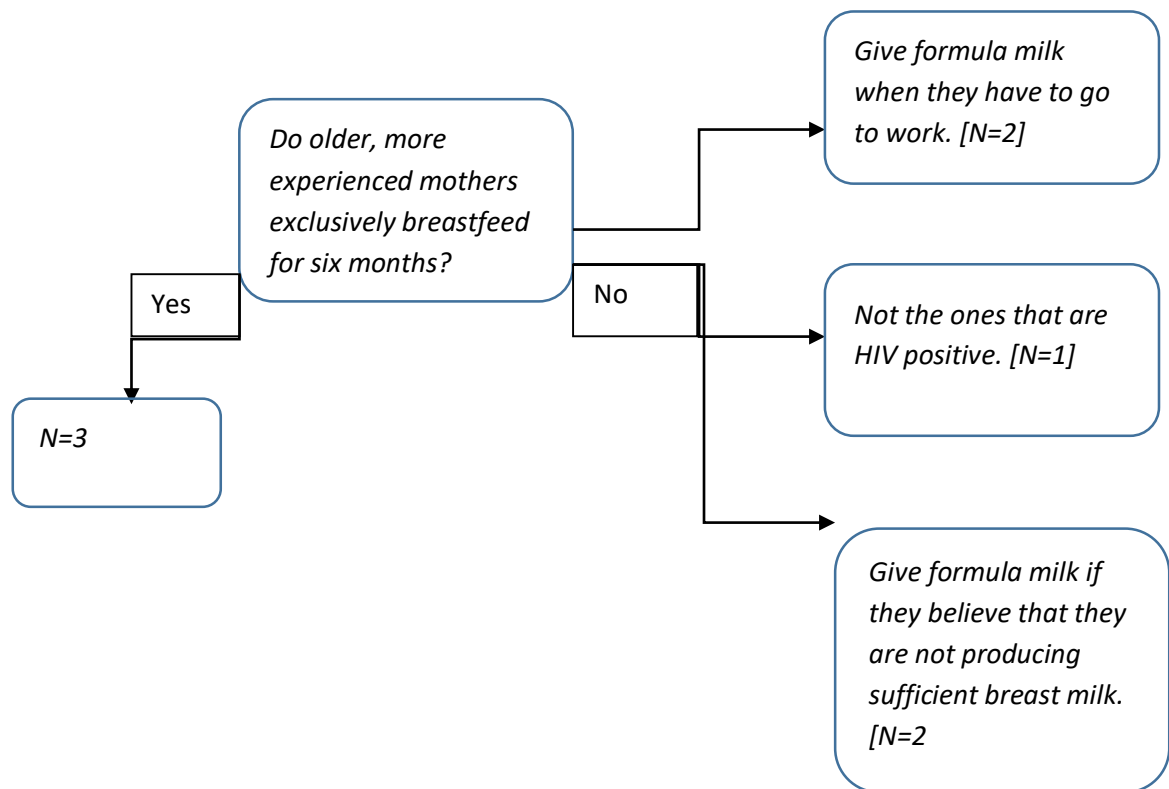 Give formula milk
when they have to go
to work. [N=2]
Do older, more
experienced mothers
exclusively breastfeed
for six months?
Yes
No
Not the ones that are
HIV positive. [N=1]
N=3
Give formula milk if
they believe that they
are not producing
sufficient breast milk.
[N=2